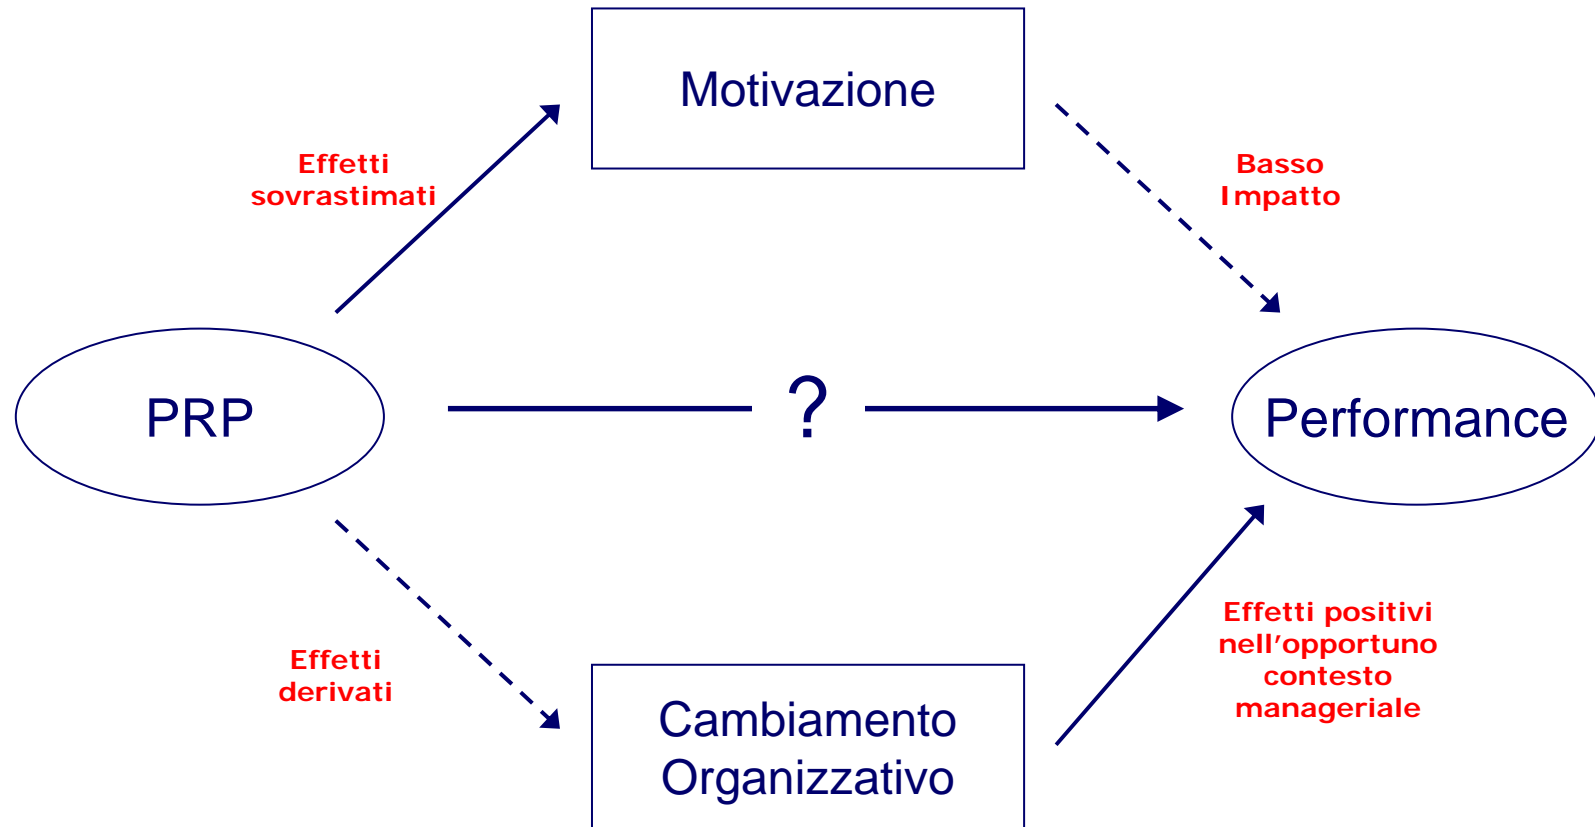 Motivazione
Effetti
sovrastimati
Basso
Impatto
PRP
?
Performance
Effetti
derivati
Effetti positivi
nell’opportuno
contesto
manageriale
Cambiamento
Organizzativo